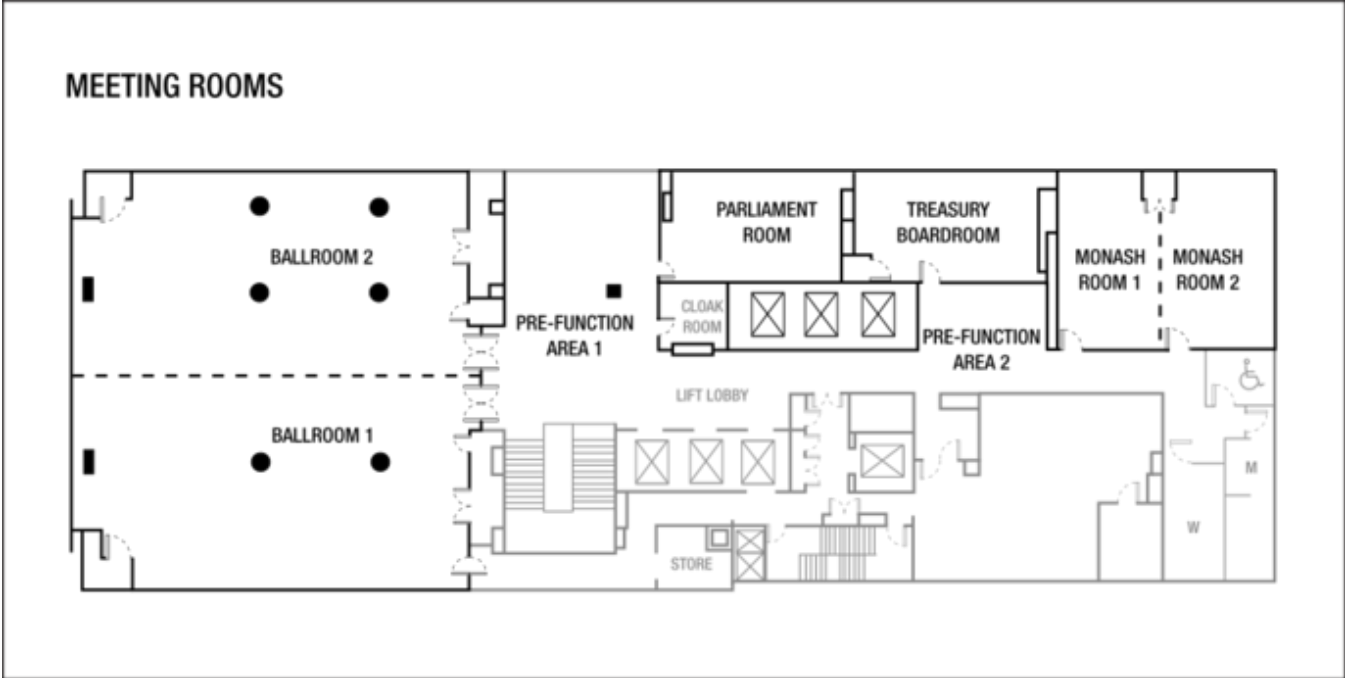 MEETING ROOMS
PARLIAMENT
ROOM
TREASURY
BOARDROOM
BALLROOM 2
MONASH
ROOM 1
MONASH
ROOM 2
CLOAK
ROOM
PRE-FUNCTION
AREA 1
PRE-FUNCTION
AREA 2
LIFT LOBBY
BALLROOM 1
M
W
STORE